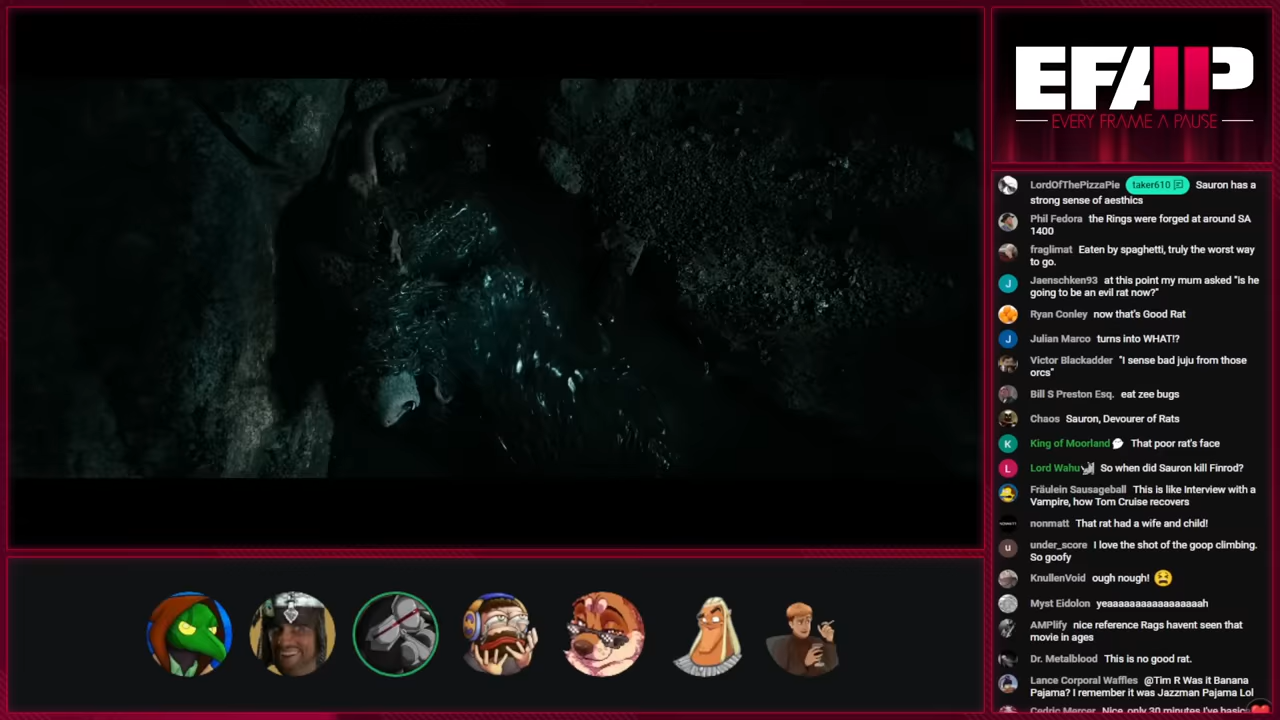 EFAP
EVERY FRAME A PAUSE
LordOfThePizzaPie taker610 Sauron has a
strong sense of aesthics
Phil Fedora the Rings were forged at around SA
1400
fraglimat Eaten by spaghetti, truly the worst way
to go.
J Jaenschken93 at this point my mum asked "is he
going to be an evil rat now?"
Ryan Conley now that's Good Rat
J Julian Marco turns into WHAT!?
Victor Blackadder "I sense bad juju from those
orcs"
Bill S Preston Esq. eat zee bugs
Chaos Sauron, Devourer of Rats
K King of Moorland That poor rat's face
L Lord Wahu So when did Sauron kill Finrod?
Fräulein Sausageball This is like Interview with a
Vampire, how Tom Cruise recovers
nonmatt That rat had a wife and child!
u under_score I love the shot of the goop climbing.
So goofy
KnullenVoid ough nough! 😫
Myst Eidolon yeaaaaaaaaaaaaaaaaah
AMPlify nice reference Rags havent seen that
movie in ages
Dr. Metalblood This is no good rat.
Lance Corporal Waffles @Tim R Was it Banana
Pajama? I remember it was Jazzman Pajama Lol
Cedric Mercer Nice, only 30 minutes I've